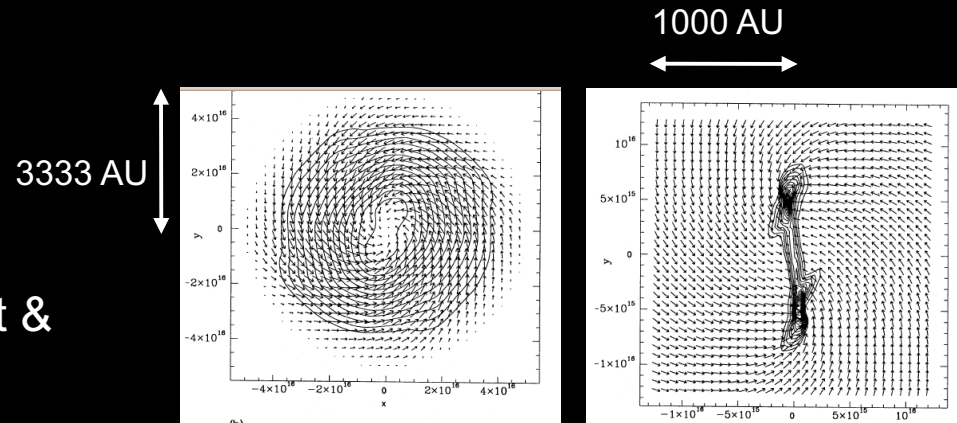 1000 AU
3333 AU
t &
4×10¹⁶
2×10¹⁶
0
−2×10¹⁶
−4×10¹⁶
y
−4×10¹⁶ −2×10¹⁶ 0 2×10¹⁶ 4×10¹⁶
x
10¹⁶
5×10¹⁵
0
−5×10¹⁵
−1×10¹⁶
y
−1×10¹⁶ −5×10¹⁵ 0 5×10¹⁵ 10¹⁶